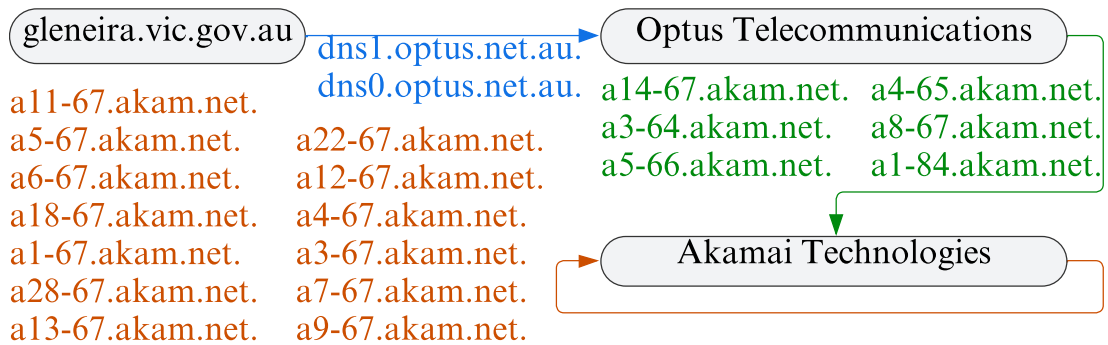 gleneira.vic.gov.au
dns1.optus.net.au.
dns0.optus.net.au.
Optus Telecommunications
a14-67.akam.net. a4-65.akam.net.
a3-64.akam.net. a8-67.akam.net.
a5-66.akam.net. a1-84.akam.net.
Akamai Technologies
a11-67.akam.net.
a5-67.akam.net. a22-67.akam.net.
a6-67.akam.net. a12-67.akam.net.
a18-67.akam.net. a4-67.akam.net.
a1-67.akam.net. a3-67.akam.net.
a28-67.akam.net. a7-67.akam.net.
a13-67.akam.net. a9-67.akam.net.